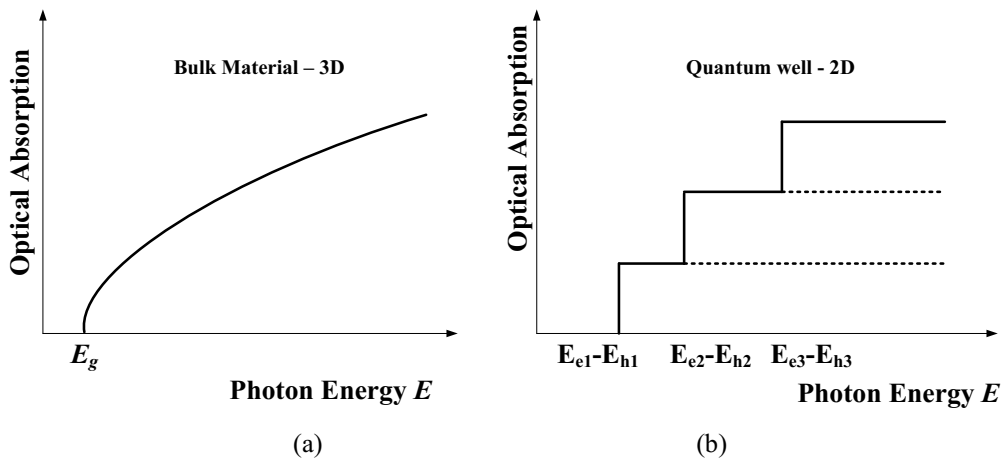 Optical Absorption
Bulk Material – 3D
E_g
Photon Energy E
(a)
Optical Absorption
Quantum well - 2D
E_e1-E_h1
E_e2-E_h2
E_e3-E_h3
Photon Energy E
(b)